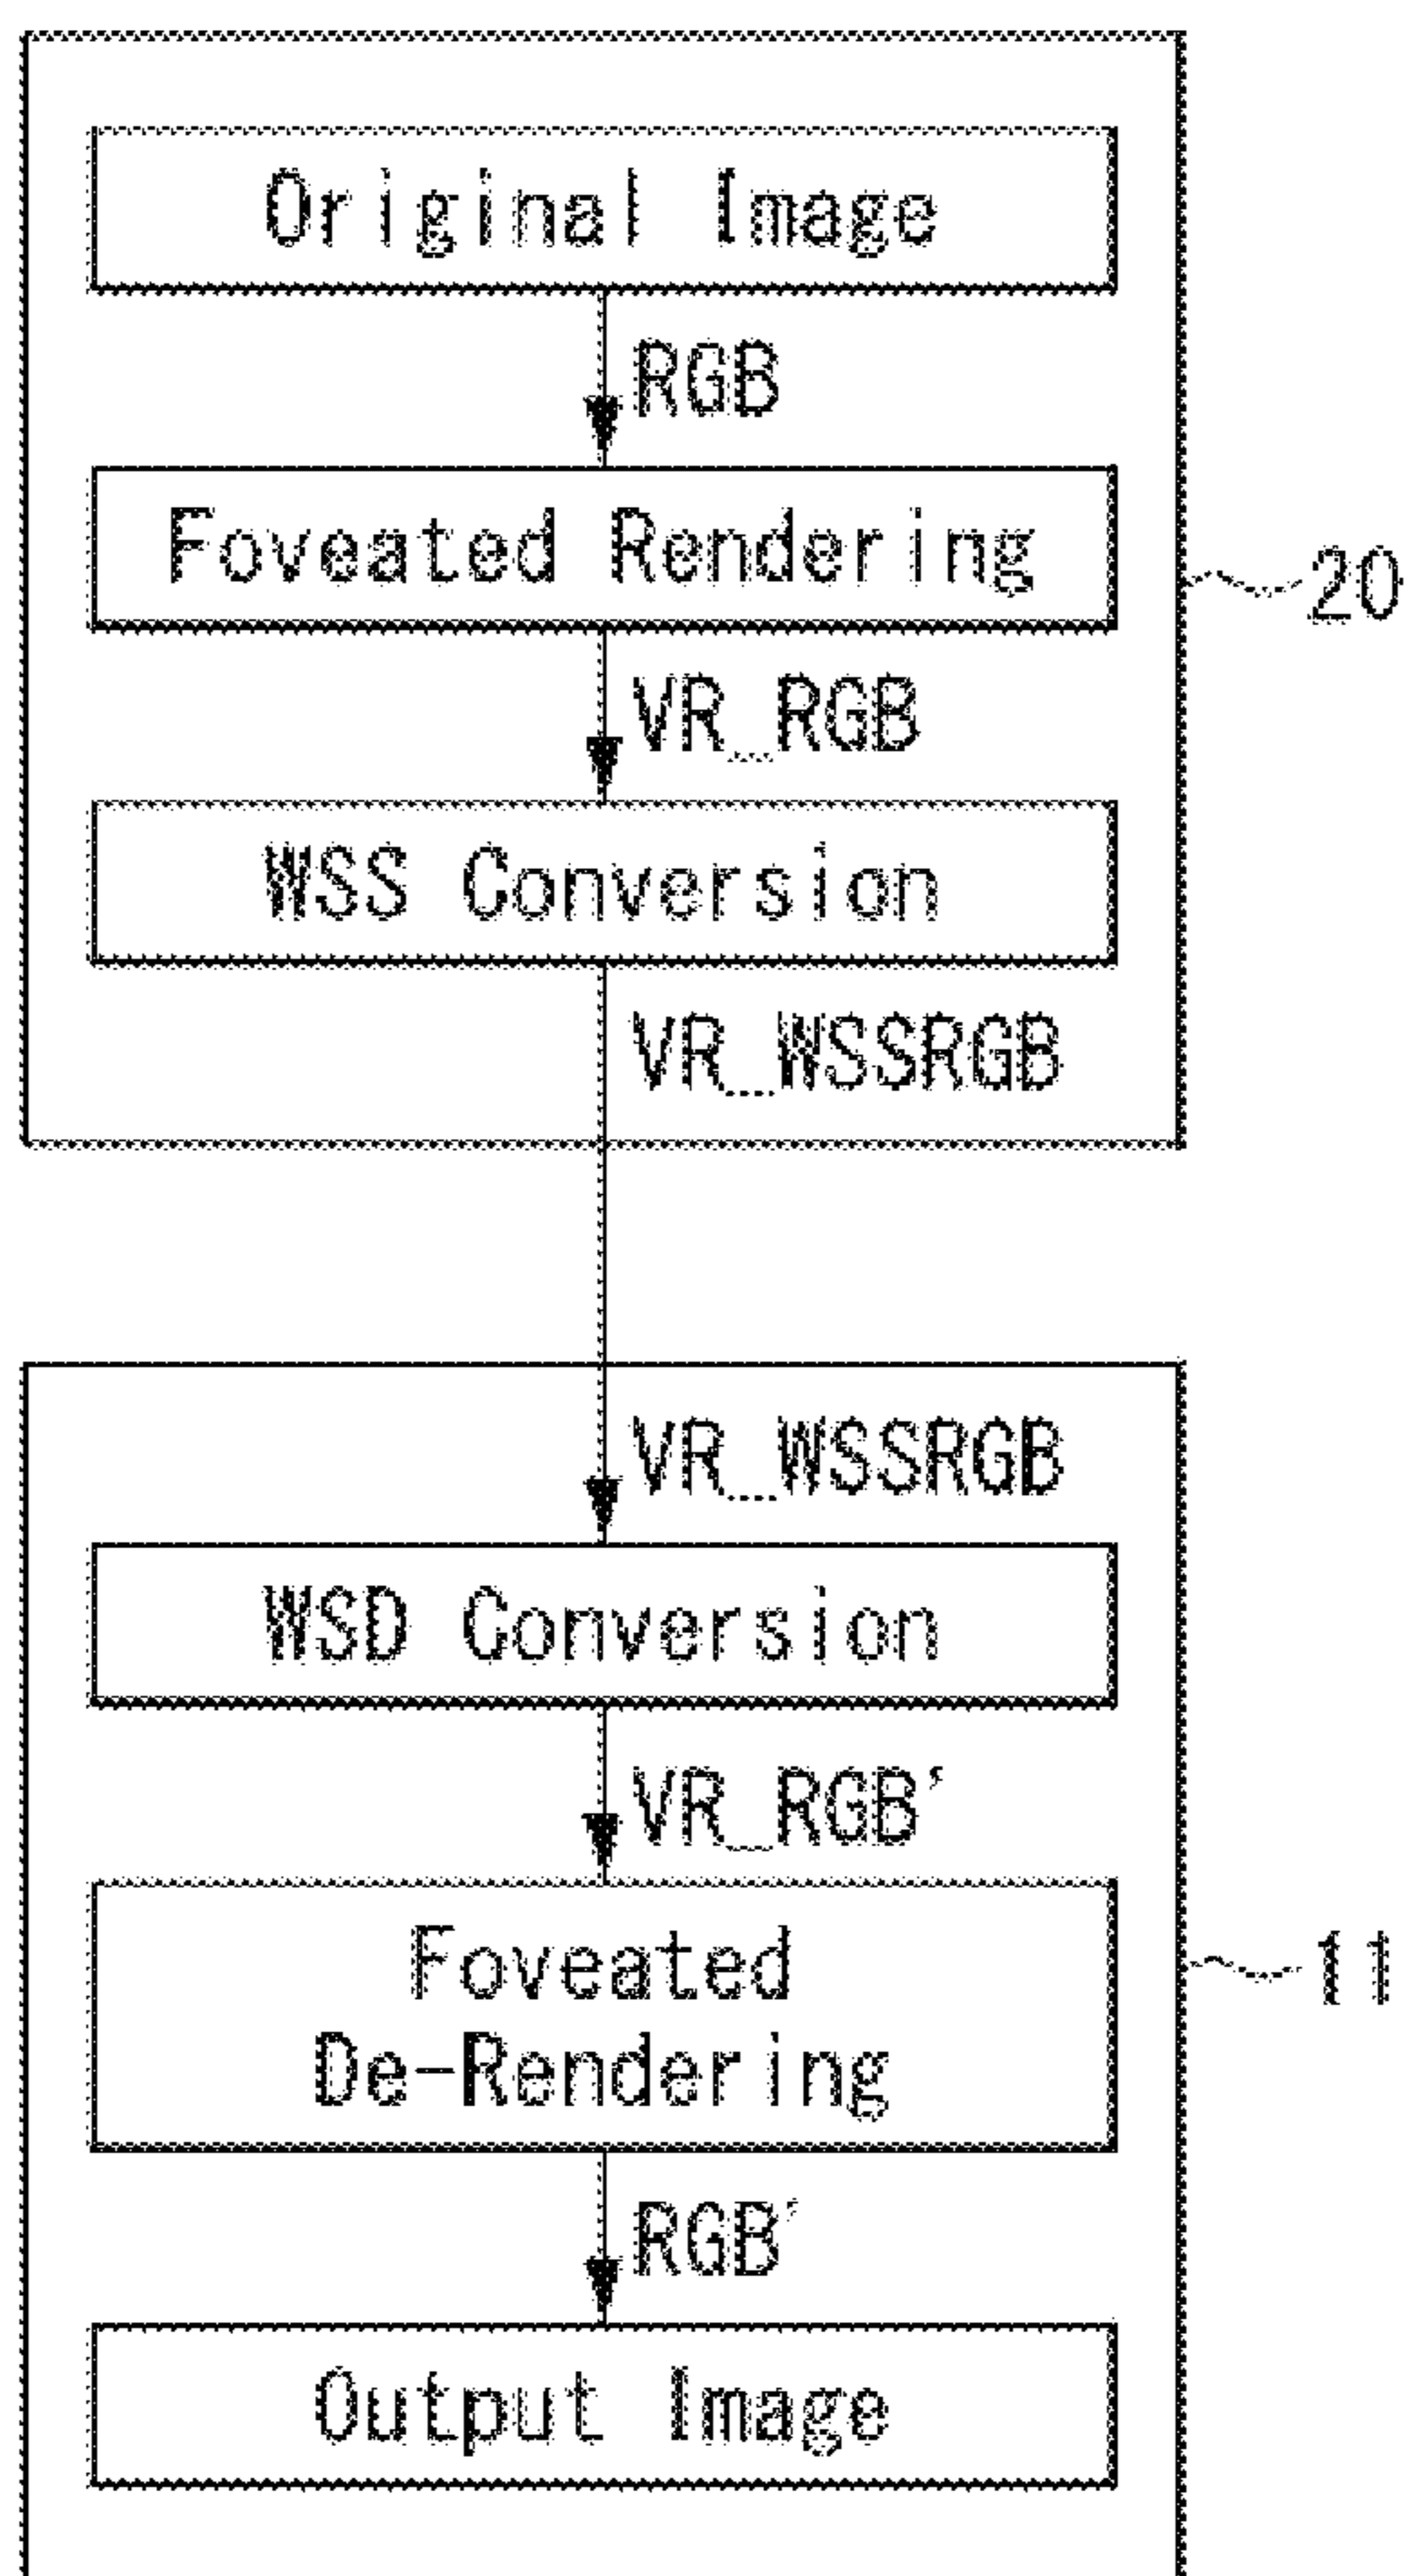 Original Image
RGB
Foveated Rendering
20
VR_RGB
WSS Conversion
VR_WSSRGB
VR_WSSRGB
WSD Conversion
VR_RGB'
Foveated
De-Rendering
11
RGB'
Output Image